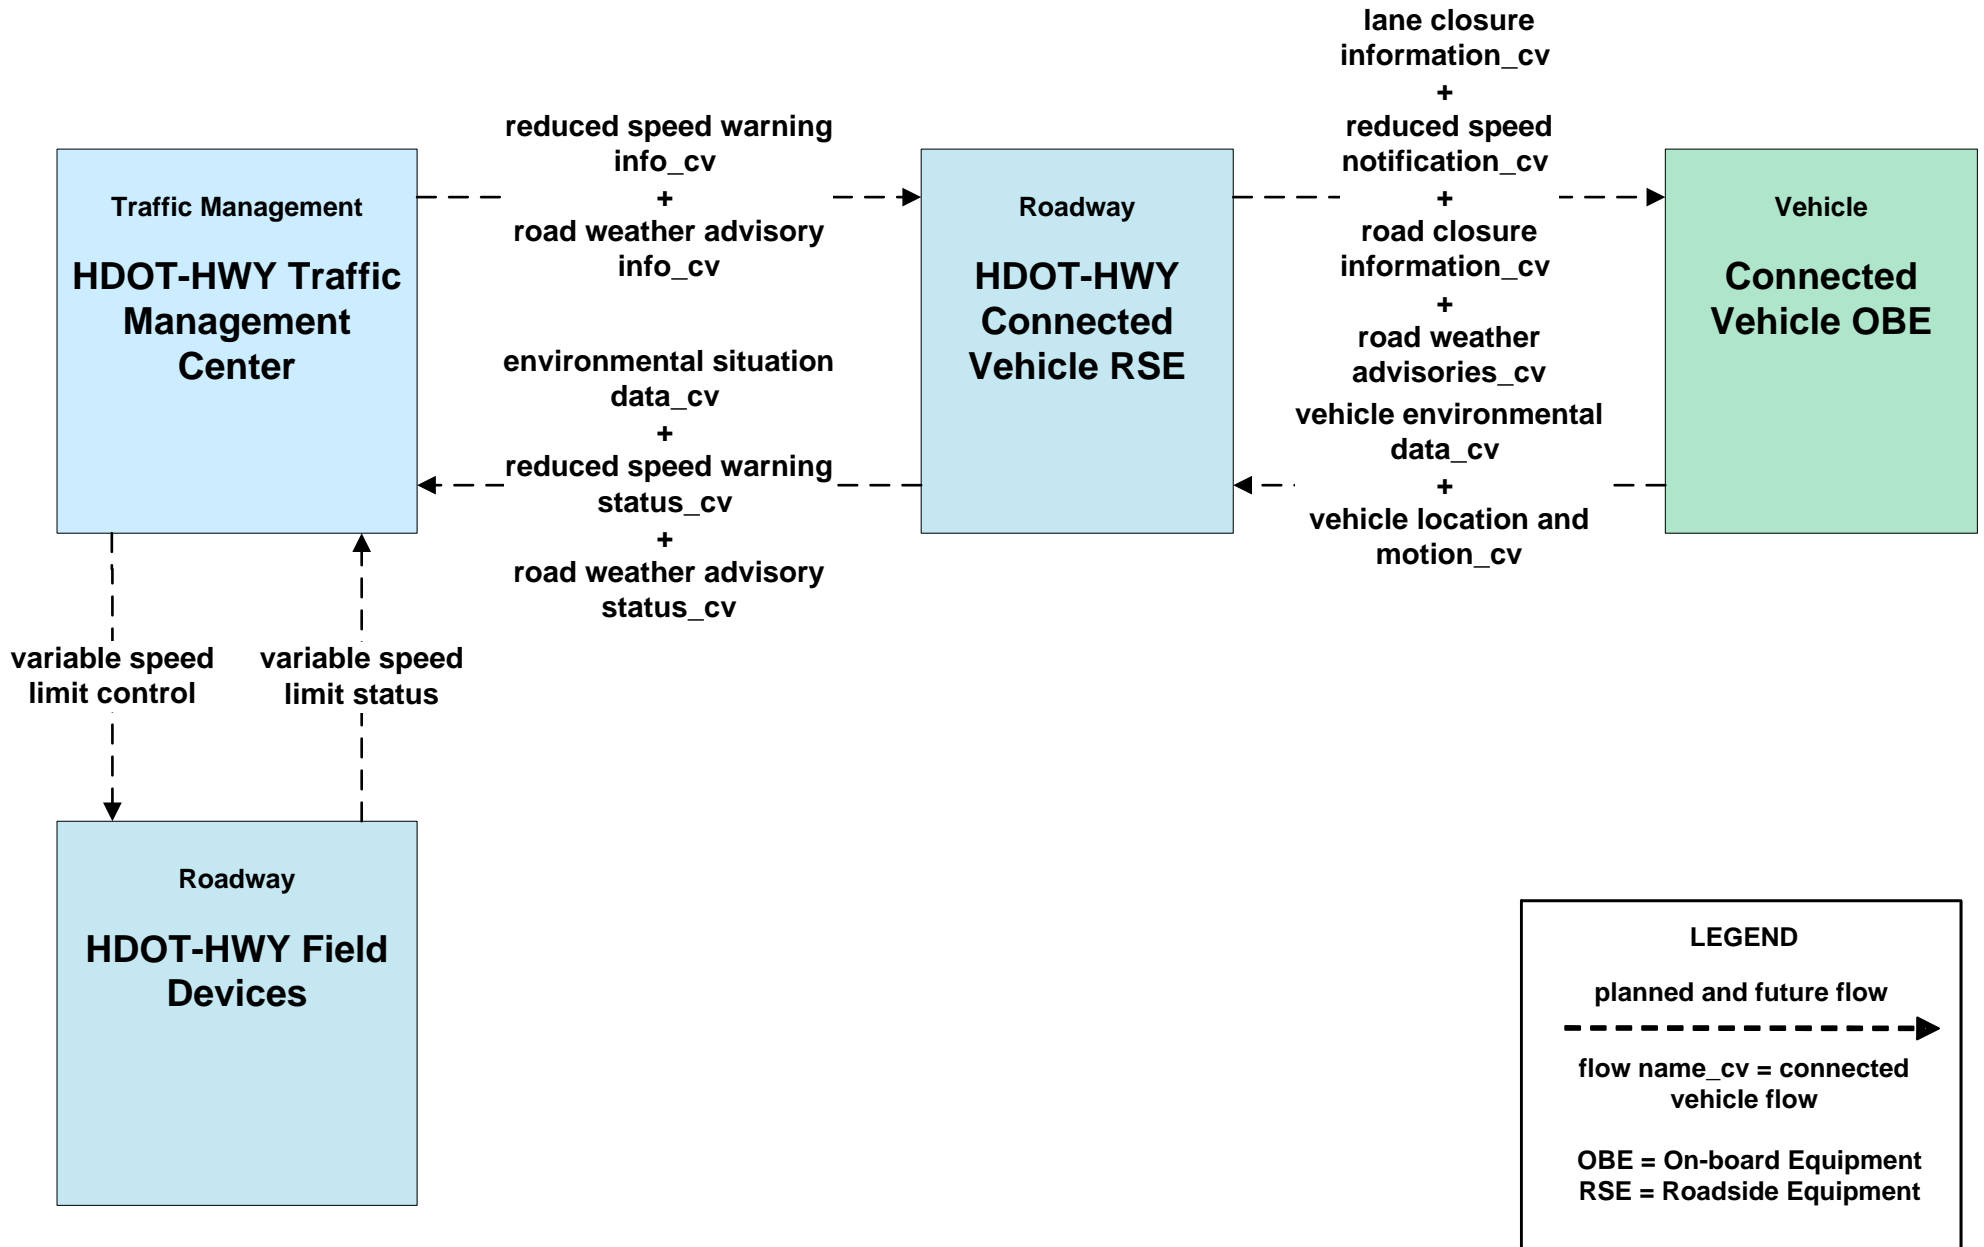 Traffic Management
HDOT-HWY Traffic
Management
Center
reduced speed warning
info_cv
+
road weather advisory
info_cv
environmental situation
data_cv
+
reduced speed warning
status_cv
+
road weather advisory
status_cv
Roadway
HDOT-HWY
Connected
Vehicle RSE
lane closure
information_cv
+
reduced speed
notification_cv
+
road closure
information_cv
+
road weather
advisories_cv
vehicle environmental
data_cv
+
vehicle location and
motion_cv
Vehicle
Connected
Vehicle OBE
variable speed
limit control
variable speed
limit status
Roadway
HDOT-HWY Field
Devices
LEGEND
planned and future flow
flow name_cv = connected
vehicle flow
OBE = On-board Equipment
RSE = Roadside Equipment